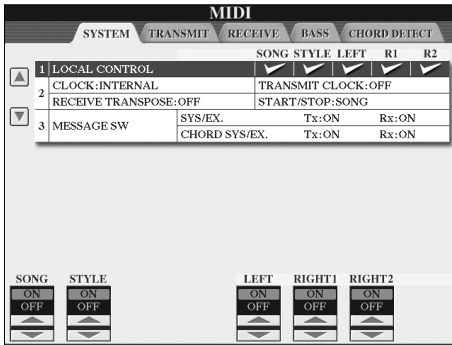 MIDI
SYSTEM TRANSMIT RECEIVE BASS CHORD DETECT
SONG STYLE LEFT R1 R2
1 LOCAL CONTROL
2 CLOCK:INTERNAL TRANSMIT CLOCK:OFF
RECEIVE TRANSPOSE:OFF START/STOP:SONG
3 MESSAGE SW SYS/EX. Tx:ON Rx:ON
CHORD SYS/EX. Tx:ON Rx:ON
SONG STYLE LEFT RIGHT1 RIGHT2
ON ON ON ON ON
OFF OFF OFF OFF OFF